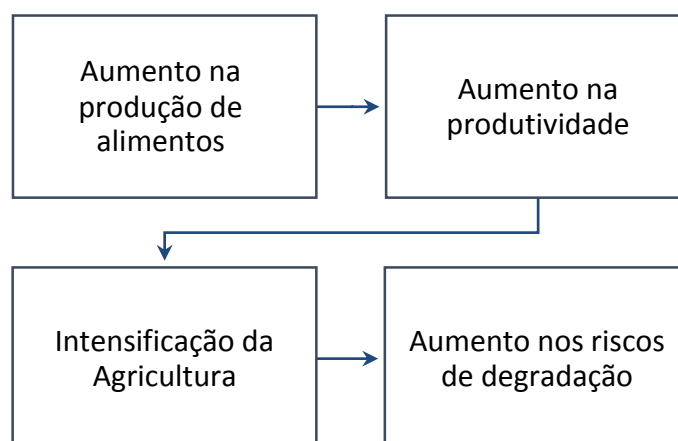 Aumento na
produção de
alimentos
Aumento na
produtividade
Intensificação da
Agricultura
Aumento nos riscos
de degradação